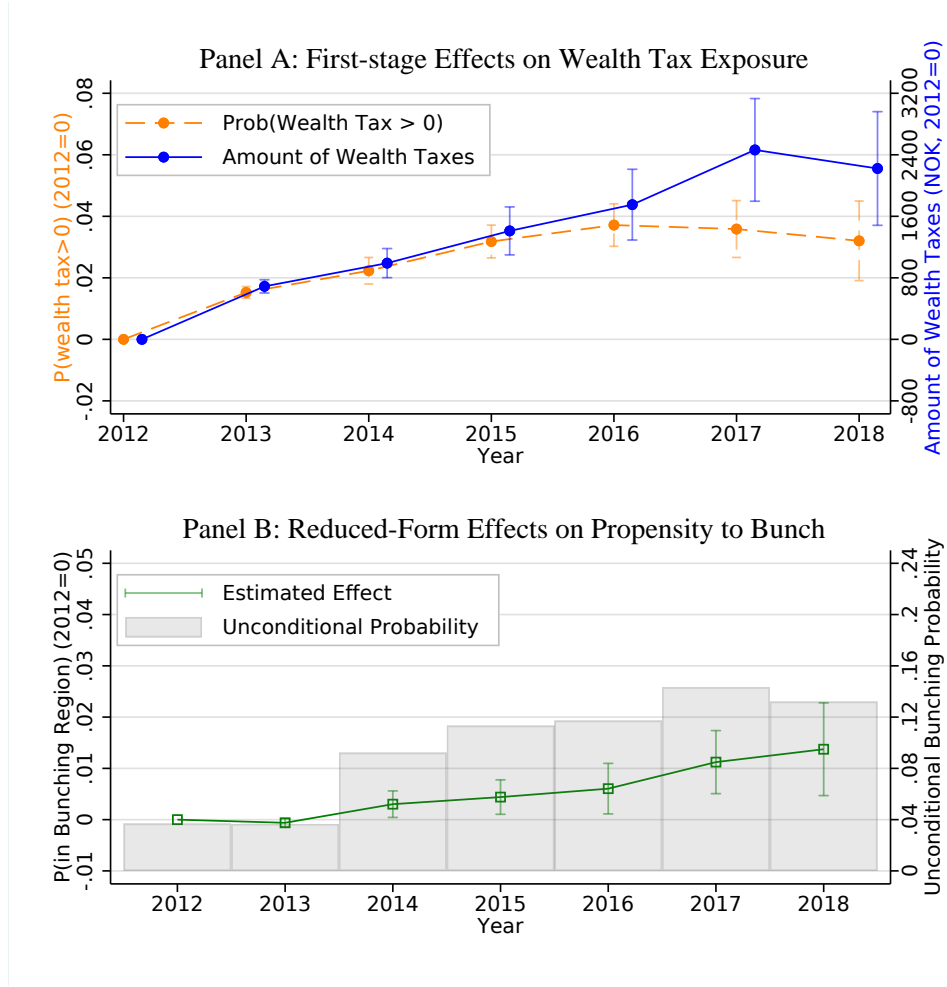 Panel A: First-stage Effects on Wealth Tax Exposure
P(wealth tax>0) (2012=0)
-.02 0 .02 .04 .06 .08
Prob(Wealth Tax > 0)
Amount of Wealth Taxes
-800 0 800 1600 2400 3200
Amount of Wealth Taxes (NOK, 2012=0)
2012 2013 2014 2015 2016 2017 2018
Year
Panel B: Reduced-Form Effects on Propensity to Bunch
P(in Bunching Region) (2012=0)
-.01 0 .01 .02 .03 .04 .05
Estimated Effect
Unconditional Probability
0 .04 .08 .12 .16 .2 .24
Unconditional Bunching Probability
2012 2013 2014 2015 2016 2017 2018
Year